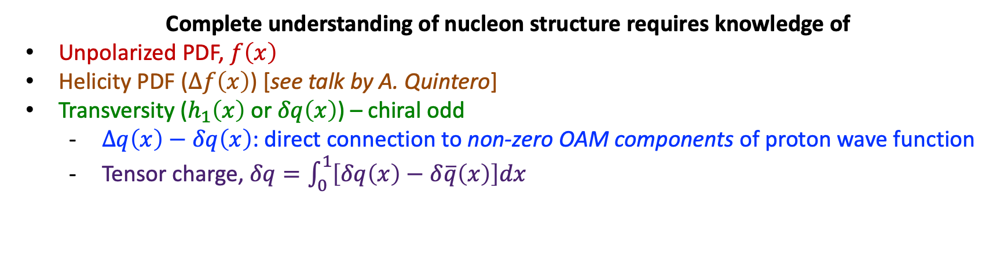 Complete understanding of nucleon structure requires knowledge of
• Unpolarized PDF, f(x)
• Helicity PDF (Δf(x)) [see talk by A. Quintero]
• Transversity (h₁(x) or δq(x)) – chiral odd
- Δq(x) − δq(x): direct connection to non-zero OAM components of proton wave function
- Tensor charge, δq = ∫₀¹[δq(x) − δq̄(x)]dx